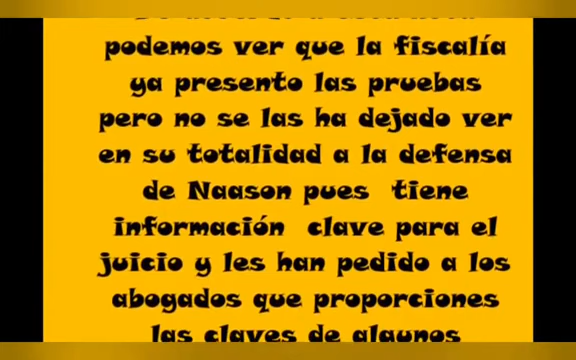 podemos ver que la fiscalía
ya presento las pruebas
pero no se las ha dejado ver
en su totalidad a la defensa
de Naason pues tiene
información clave para el
juicio y les han pedido a los
abogados que proporciones
las claves de algunos